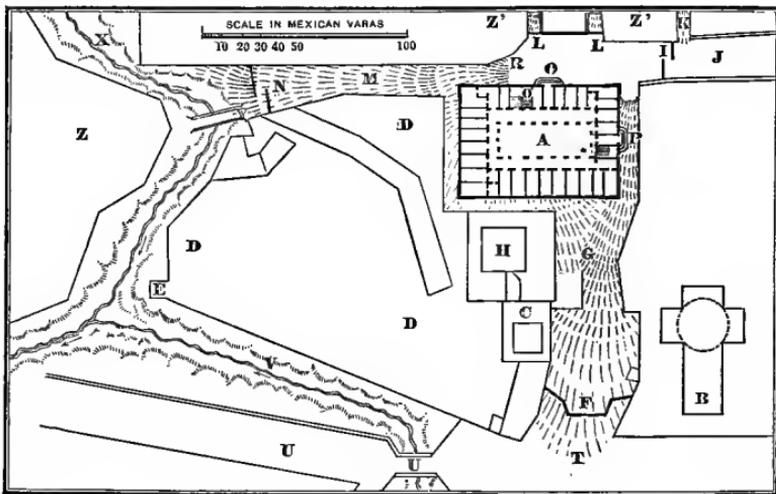 SCALE IN MEXICAN VARAS
10 20 30 40 50 100
Z' Z'
X K
L L
I J
R O
N M
O
Z D A P
D H G
E D C
V F B
U T
U